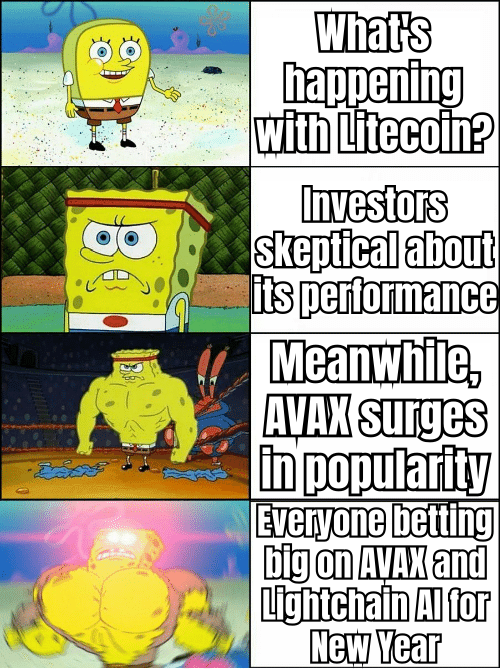 What's
happening
with Litecoin?
Investors
skeptical about
its performance
Meanwhile,
AVAX surges
in popularity
Everyone betting
big on AVAX and
Lightchain AI for
New Year